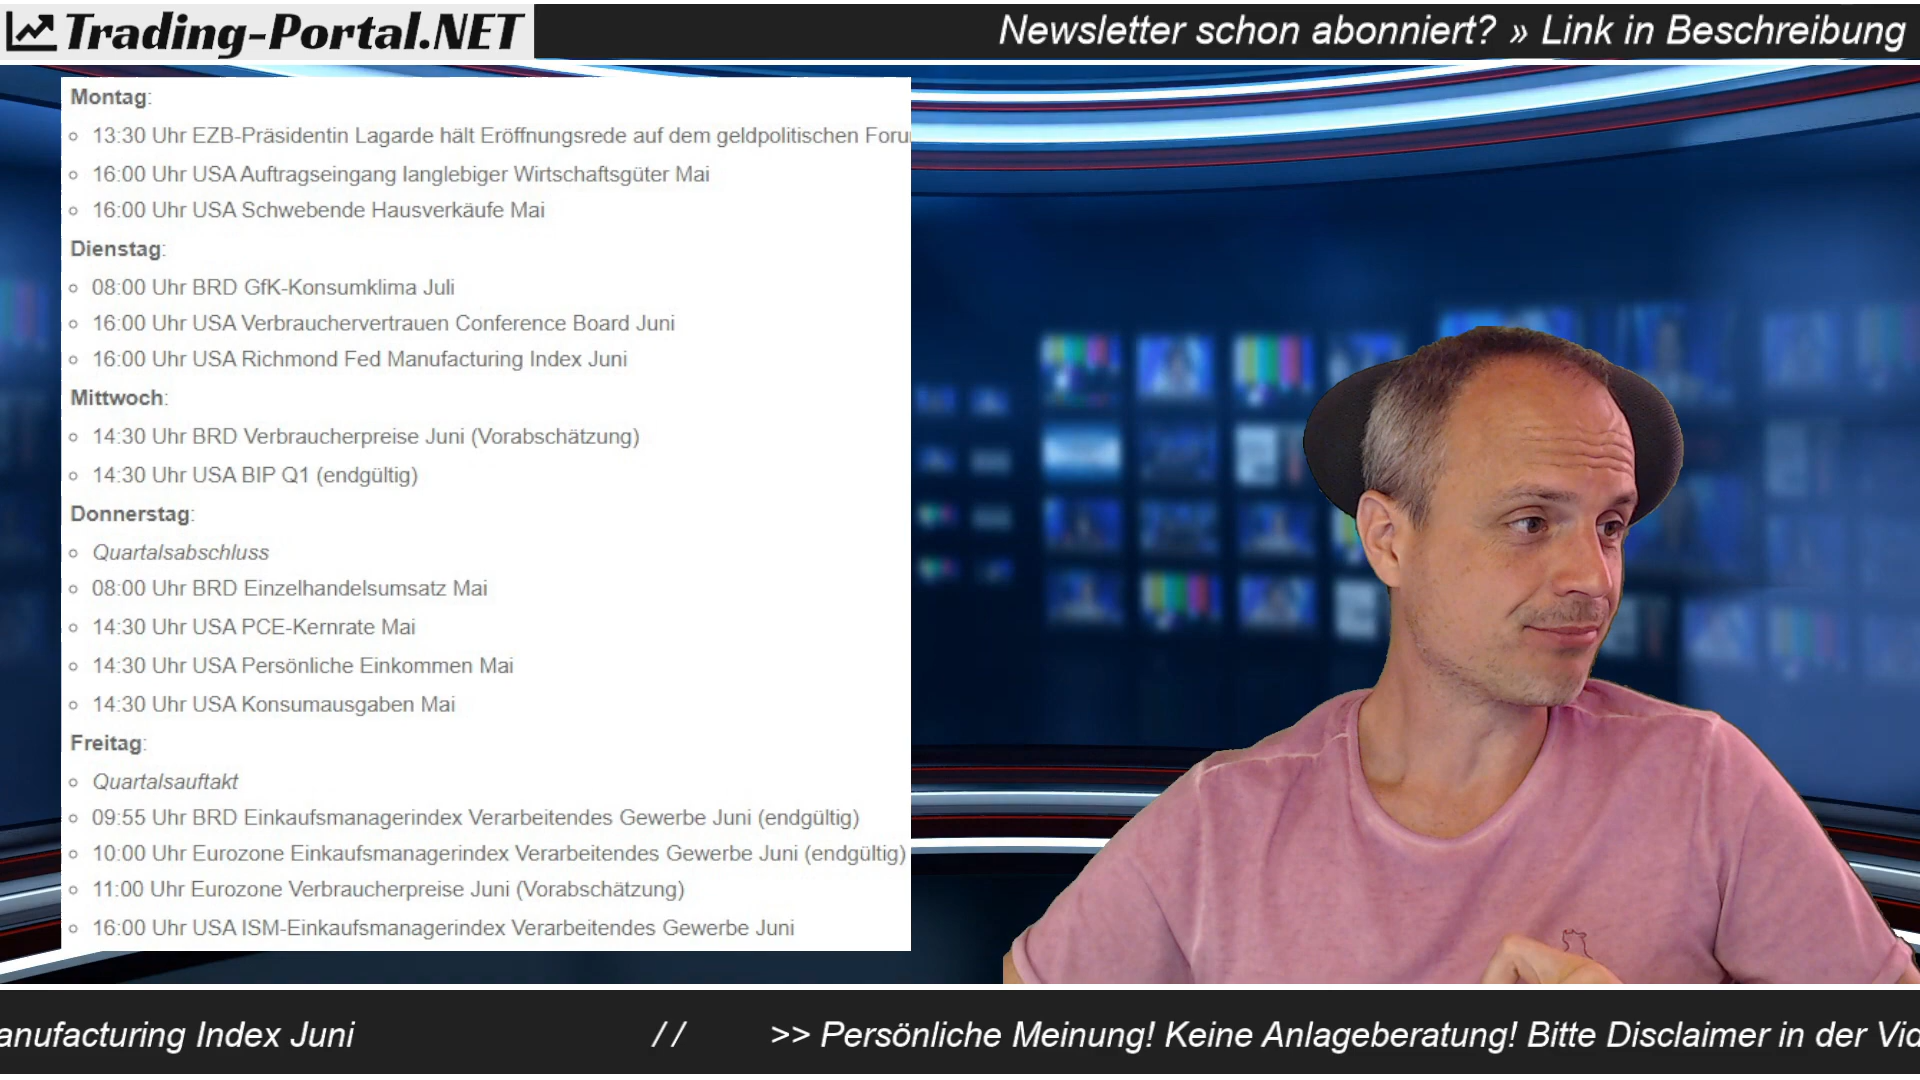 Trading-Portal.NET
Newsletter schon abonniert? » Link in Beschreibung
Montag:
13:30 Uhr EZB-Präsidentin Lagarde hält Eröffnungsrede auf dem geldpolitischen Foru
16:00 Uhr USA Auftragseingang langlebiger Wirtschaftsgüter Mai
16:00 Uhr USA Schwebende Hausverkäufe Mai
Dienstag:
08:00 Uhr BRD GfK-Konsumklima Juli
16:00 Uhr USA Verbrauchervertrauen Conference Board Juni
16:00 Uhr USA Richmond Fed Manufacturing Index Juni
Mittwoch:
14:30 Uhr BRD Verbraucherpreise Juni (Vorabschätzung)
14:30 Uhr USA BIP Q1 (endgültig)
Donnerstag:
Quartalsabschluss
08:00 Uhr BRD Einzelhandelsumsatz Mai
14:30 Uhr USA PCE-Kernrate Mai
14:30 Uhr USA Persönliche Einkommen Mai
14:30 Uhr USA Konsumausgaben Mai
Freitag:
Quartalsauftakt
09:55 Uhr BRD Einkaufsmanagerindex Verarbeitendes Gewerbe Juni (endgültig)
10:00 Uhr Eurozone Einkaufsmanagerindex Verarbeitendes Gewerbe Juni (endgültig)
11:00 Uhr Eurozone Verbraucherpreise Juni (Vorabschätzung)
16:00 Uhr USA ISM-Einkaufsmanagerindex Verarbeitendes Gewerbe Juni
anufacturing Index Juni // >> Persönliche Meinung! Keine Anlageberatung! Bitte Disclaimer in der Vid